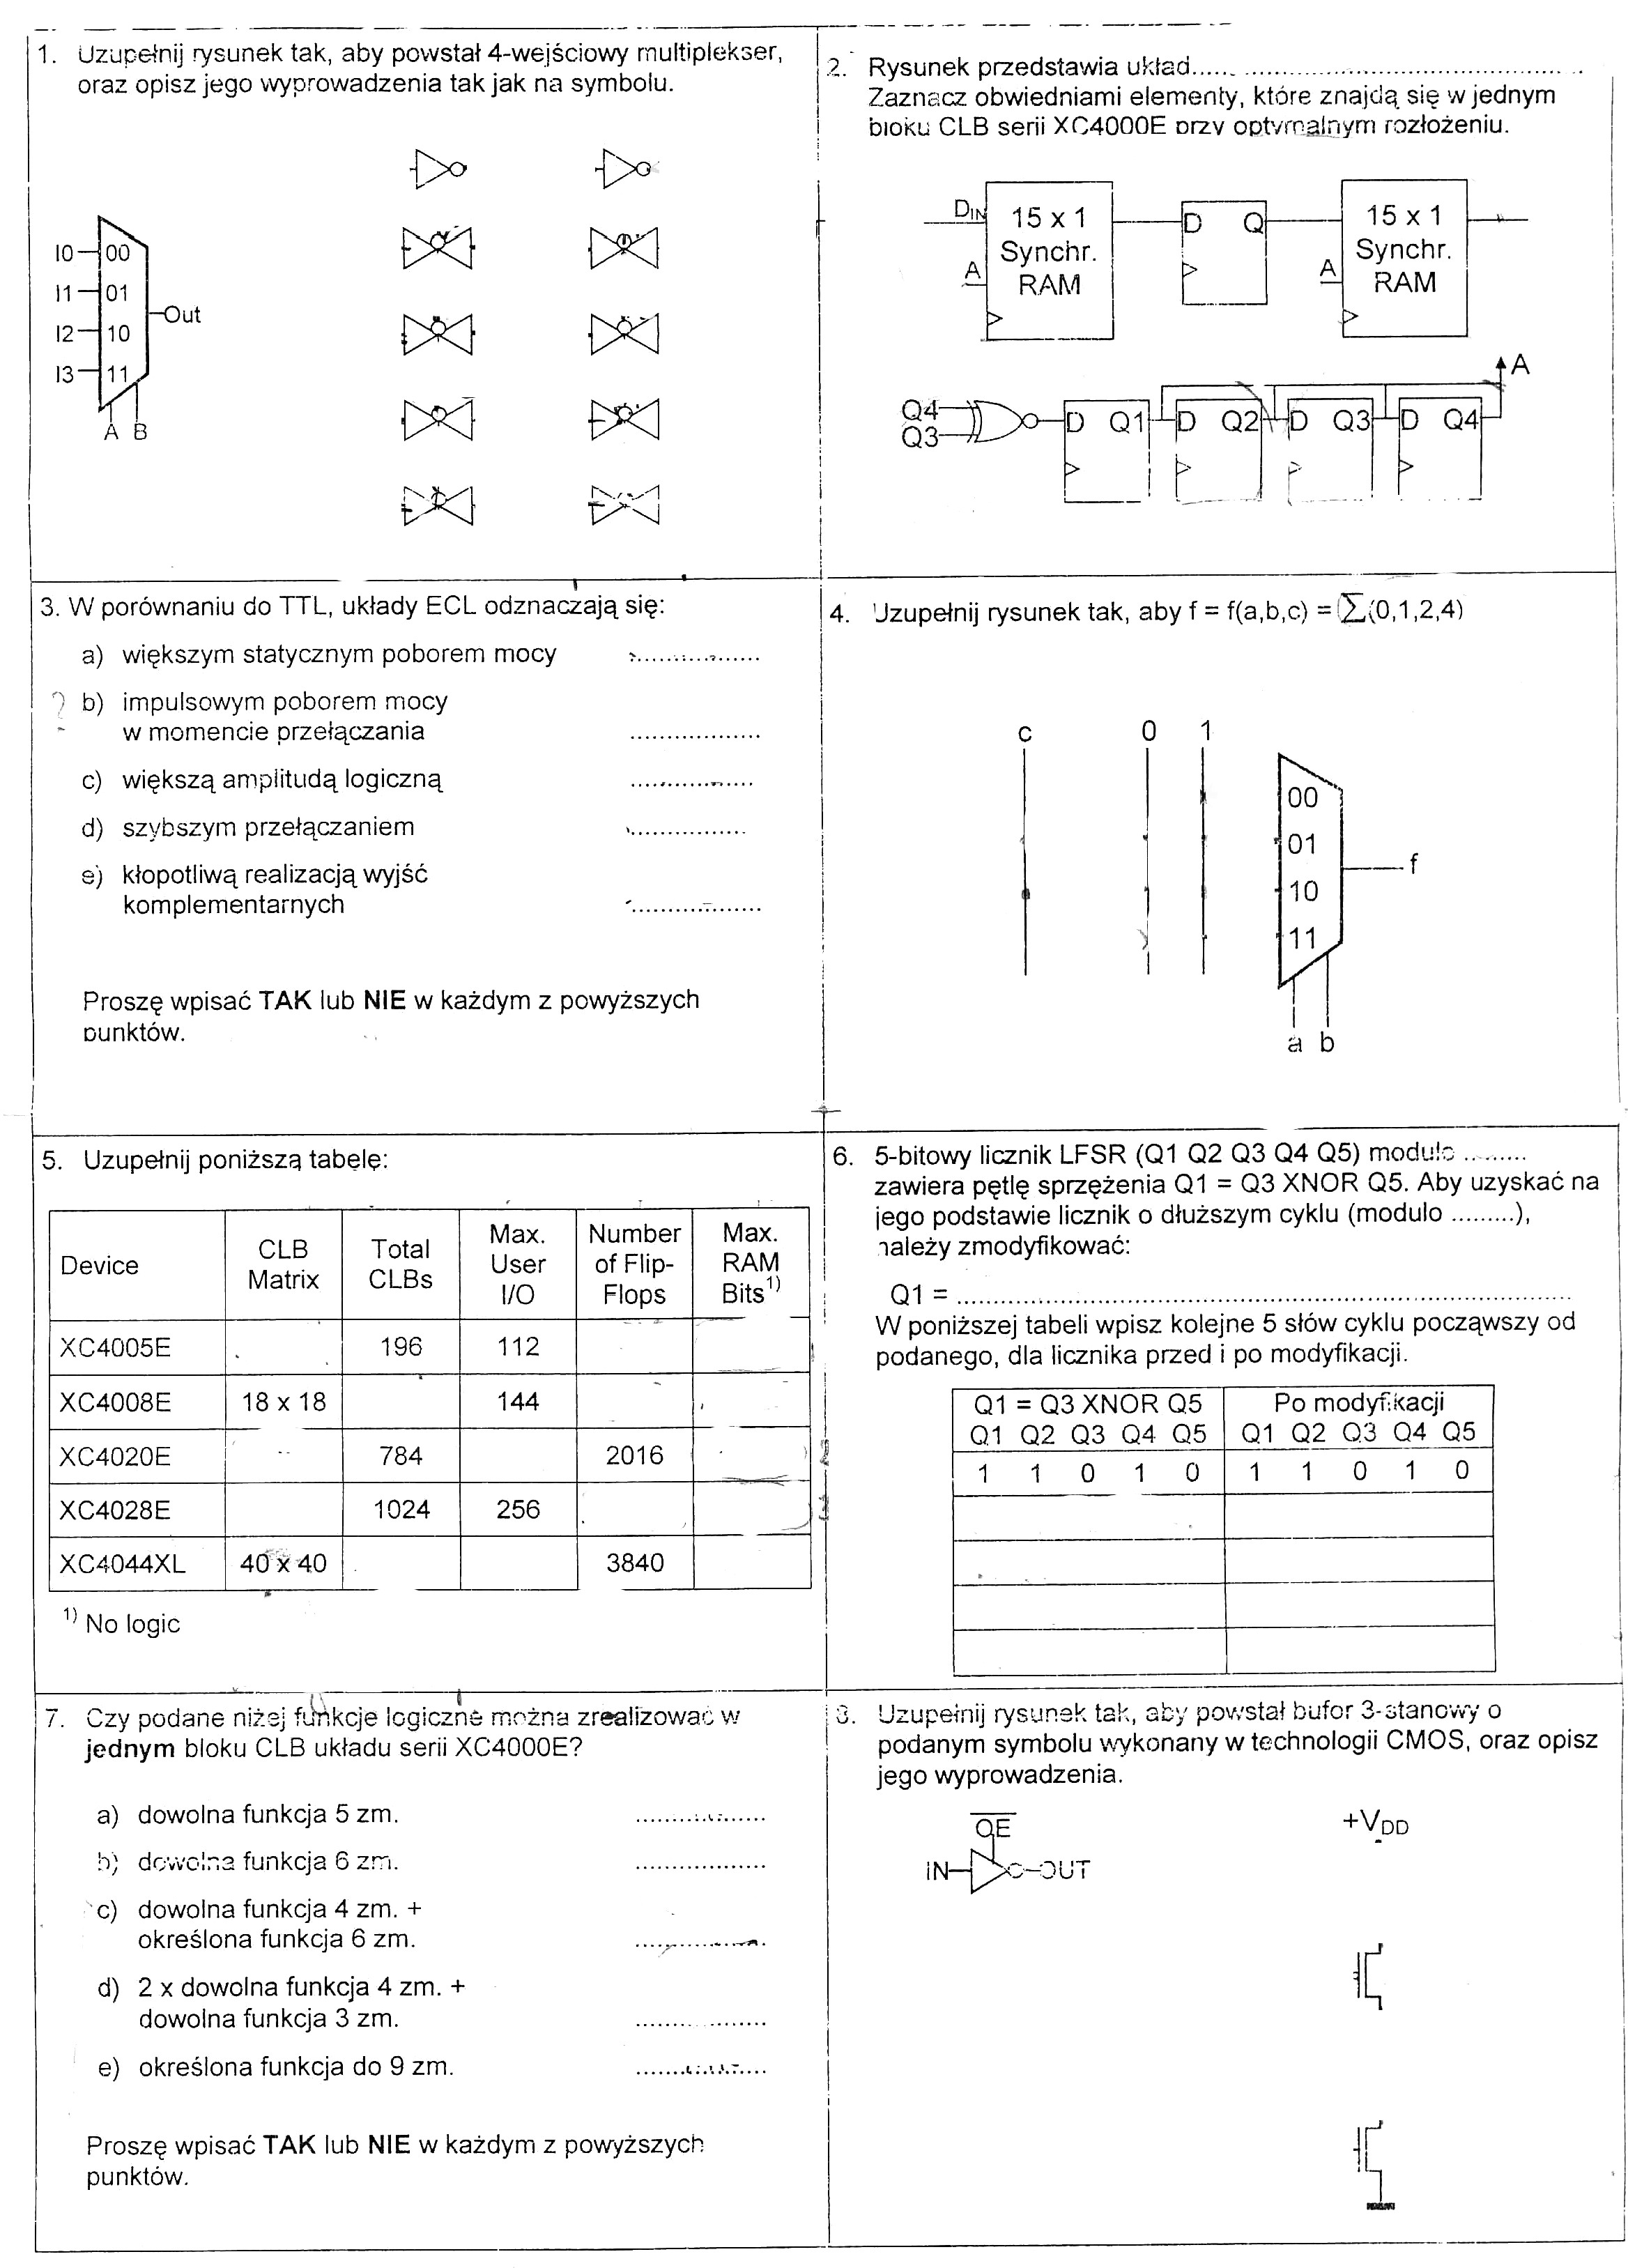 1. Uzupełnij rysunek tak, aby powstał 4-wejściowy multiplekser,
oraz opisz jego wyprowadzenia tak jak na symbolu.
I0 00
I1 01
I2 10
I3 11
Out
A B
2. Rysunek przedstawia układ...............................................
Zaznacz obwiedniami elementy, które znajdą się w jednym
bloku CLB serii XC4000E przy optymalnym rozłożeniu.
DIN
A
15 x 1
Synchr.
RAM
D Q
A
15 x 1
Synchr.
RAM
A
Q4
Q3
D Q1
D Q2
D Q3
D Q4
3. W porównaniu do TTL, układy ECL odznaczają się:
a) większym statycznym poborem mocy ..................
b) impulsowym poborem mocy
w momencie przełączania ..................
c) większą amplitudą logiczną ..................
d) szybszym przełączaniem ..................
e) kłopotliwą realizacją wyjść
komplementarnych ..................
Proszę wpisać TAK lub NIE w każdym z powyższych
punktów.
4. Uzupełnij rysunek tak, aby f = f(a,b,c) = ∑(0,1,2,4)
c 0 1
00
01
10
11
f
a b
5. Uzupełnij poniższą tabelę:
Device CLB Matrix Total CLBs Max. User I/O Number of Flip-Flops Max. RAM Bits1)
XC4005E 196 112
XC4008E 18 x 18 144
XC4020E 784 2016
XC4028E 1024 256
XC4044XL 40 x 40 3840
1) No logic
6. 5-bitowy licznik LFSR (Q1 Q2 Q3 Q4 Q5) modulo .........
zawiera pętlę sprzężenia Q1 = Q3 XNOR Q5. Aby uzyskać na
jego podstawie licznik o dłuższym cyklu (modulo .........),
należy zmodyfikować:
Q1 = ......................................................................
W poniższej tabeli wpisz kolejne 5 słów cyklu począwszy od
podanego, dla licznika przed i po modyfikacji.
Q1 = Q3 XNOR Q5 Po modyfikacji
Q1 Q2 Q3 Q4 Q5 Q1 Q2 Q3 Q4 Q5
1 1 0 1 0 1 1 0 1 0
7. Czy podane niżej funkcje logiczne można zrealizować w
jednym bloku CLB układu serii XC4000E?
a) dowolna funkcja 5 zm. ..................
b) dowolna funkcja 6 zm. ..................
c) dowolna funkcja 4 zm. +
określona funkcja 6 zm. ..................
d) 2 x dowolna funkcja 4 zm. +
dowolna funkcja 3 zm. ..................
e) określona funkcja do 9 zm. ..................
Proszę wpisać TAK lub NIE w każdym z powyższych
punktów.
8. Uzupełnij rysunek tak, aby powstał bufor 3-stanowy o
podanym symbolu wykonany w technologii CMOS, oraz opisz
jego wyprowadzenia.
OE
IN
OUT
+VDD